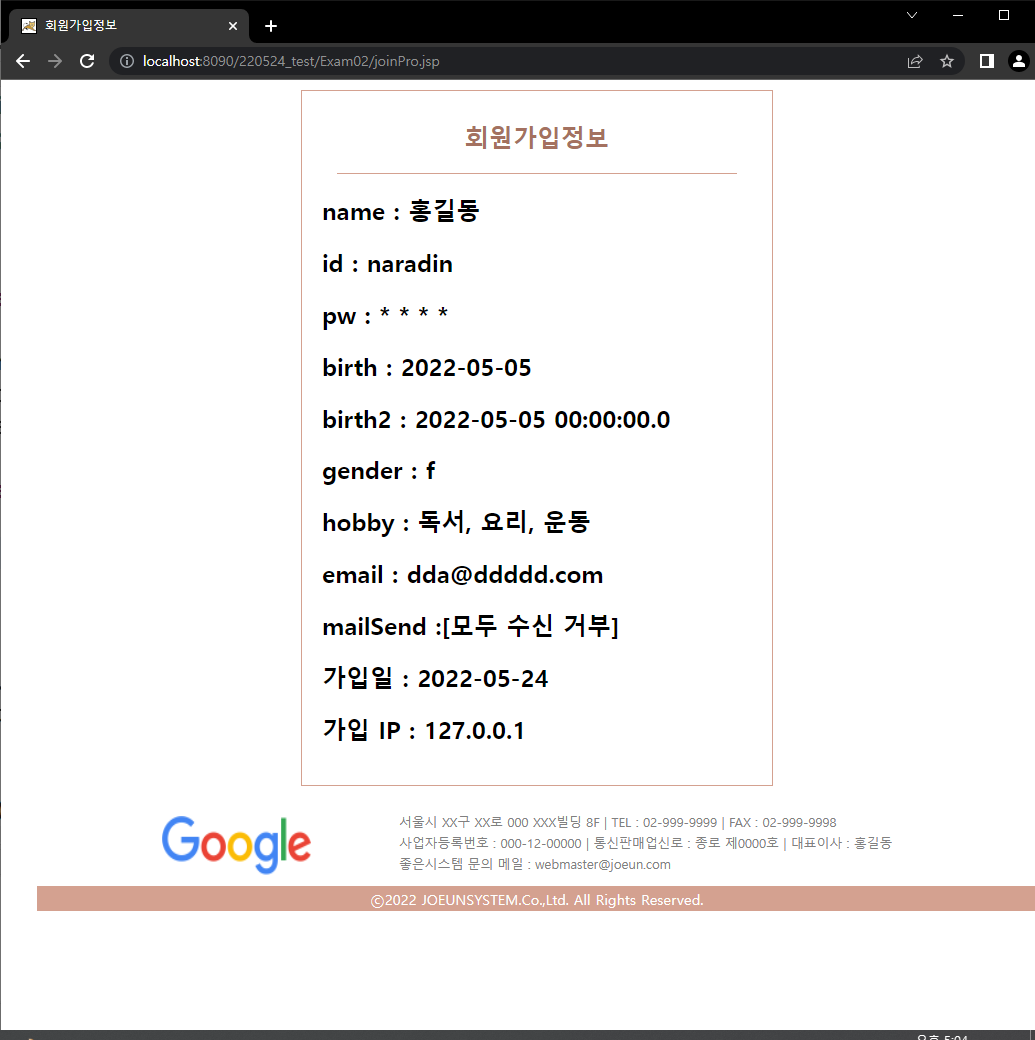 회원가입정보
localhost:8090/220524_test/Exam02/joinPro.jsp
회원가입정보
name : 홍길동
id : naradin
pw : * * * *
birth : 2022-05-05
birth2 : 2022-05-05 00:00:00.0
gender : f
hobby : 독서, 요리, 운동
email : dda@ddddd.com
mailSend :[모두 수신 거부]
가입일 : 2022-05-24
가입 IP : 127.0.0.1
Google
서울시 XX구 XX로 000 XXX빌딩 8F | TEL : 02-999-9999 | FAX : 02-999-9998
사업자등록번호 : 000-12-00000 | 통신판매업신로 : 종로 제0000호 | 대표이사 : 홍길동
좋은시스템 문의 메일 : webmaster@joeun.com
©2022 JOEUNSYSTEM.Co.,Ltd. All Rights Reserved.